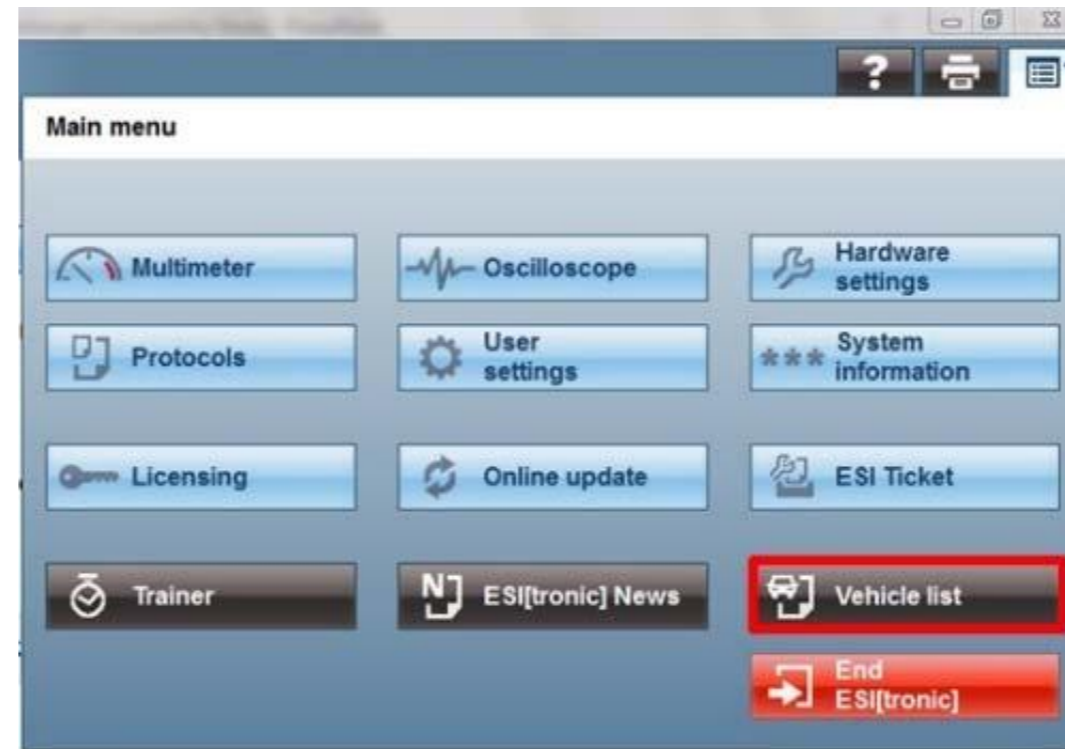 ?
Main menu
Multimeter
Oscilloscope
Hardware
settings
Protocols
User
settings
*** System
information
Licensing
Online update
ESI Ticket
Trainer
N ESI[tronic] News
Vehicle list
End
ESI[tronic]